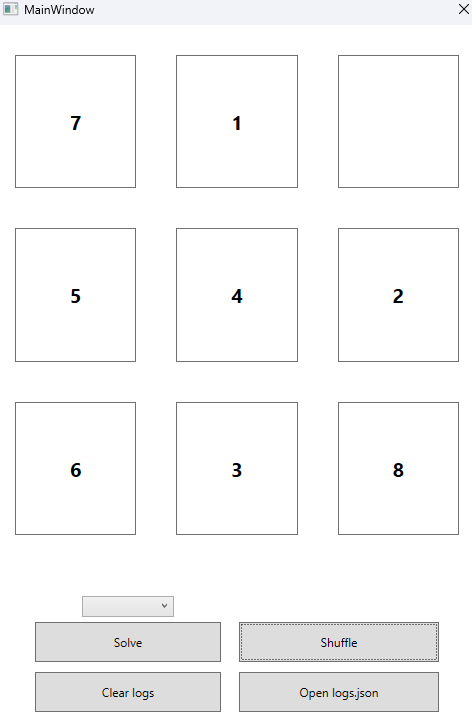 MainWindow
7 1
5 4 2
6 3 8
Solve Shuffle
Clear logs Open logs.json